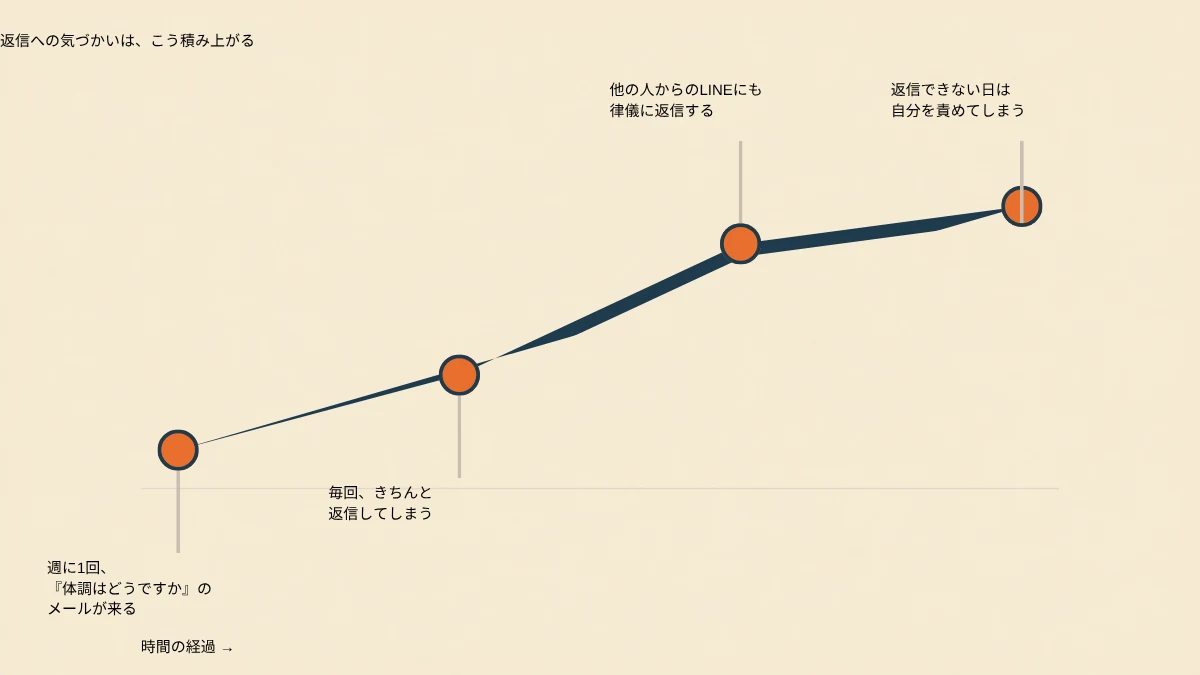 返信への気づかいは、こう積み上がる
他の人からのLINEにも
律儀に返信する
返信できない日は
自分を責めてしまう
毎回、きちんと
返信してしまう
週に1回、
『体調はどうですか』の
メールが来る
時間の経過 →